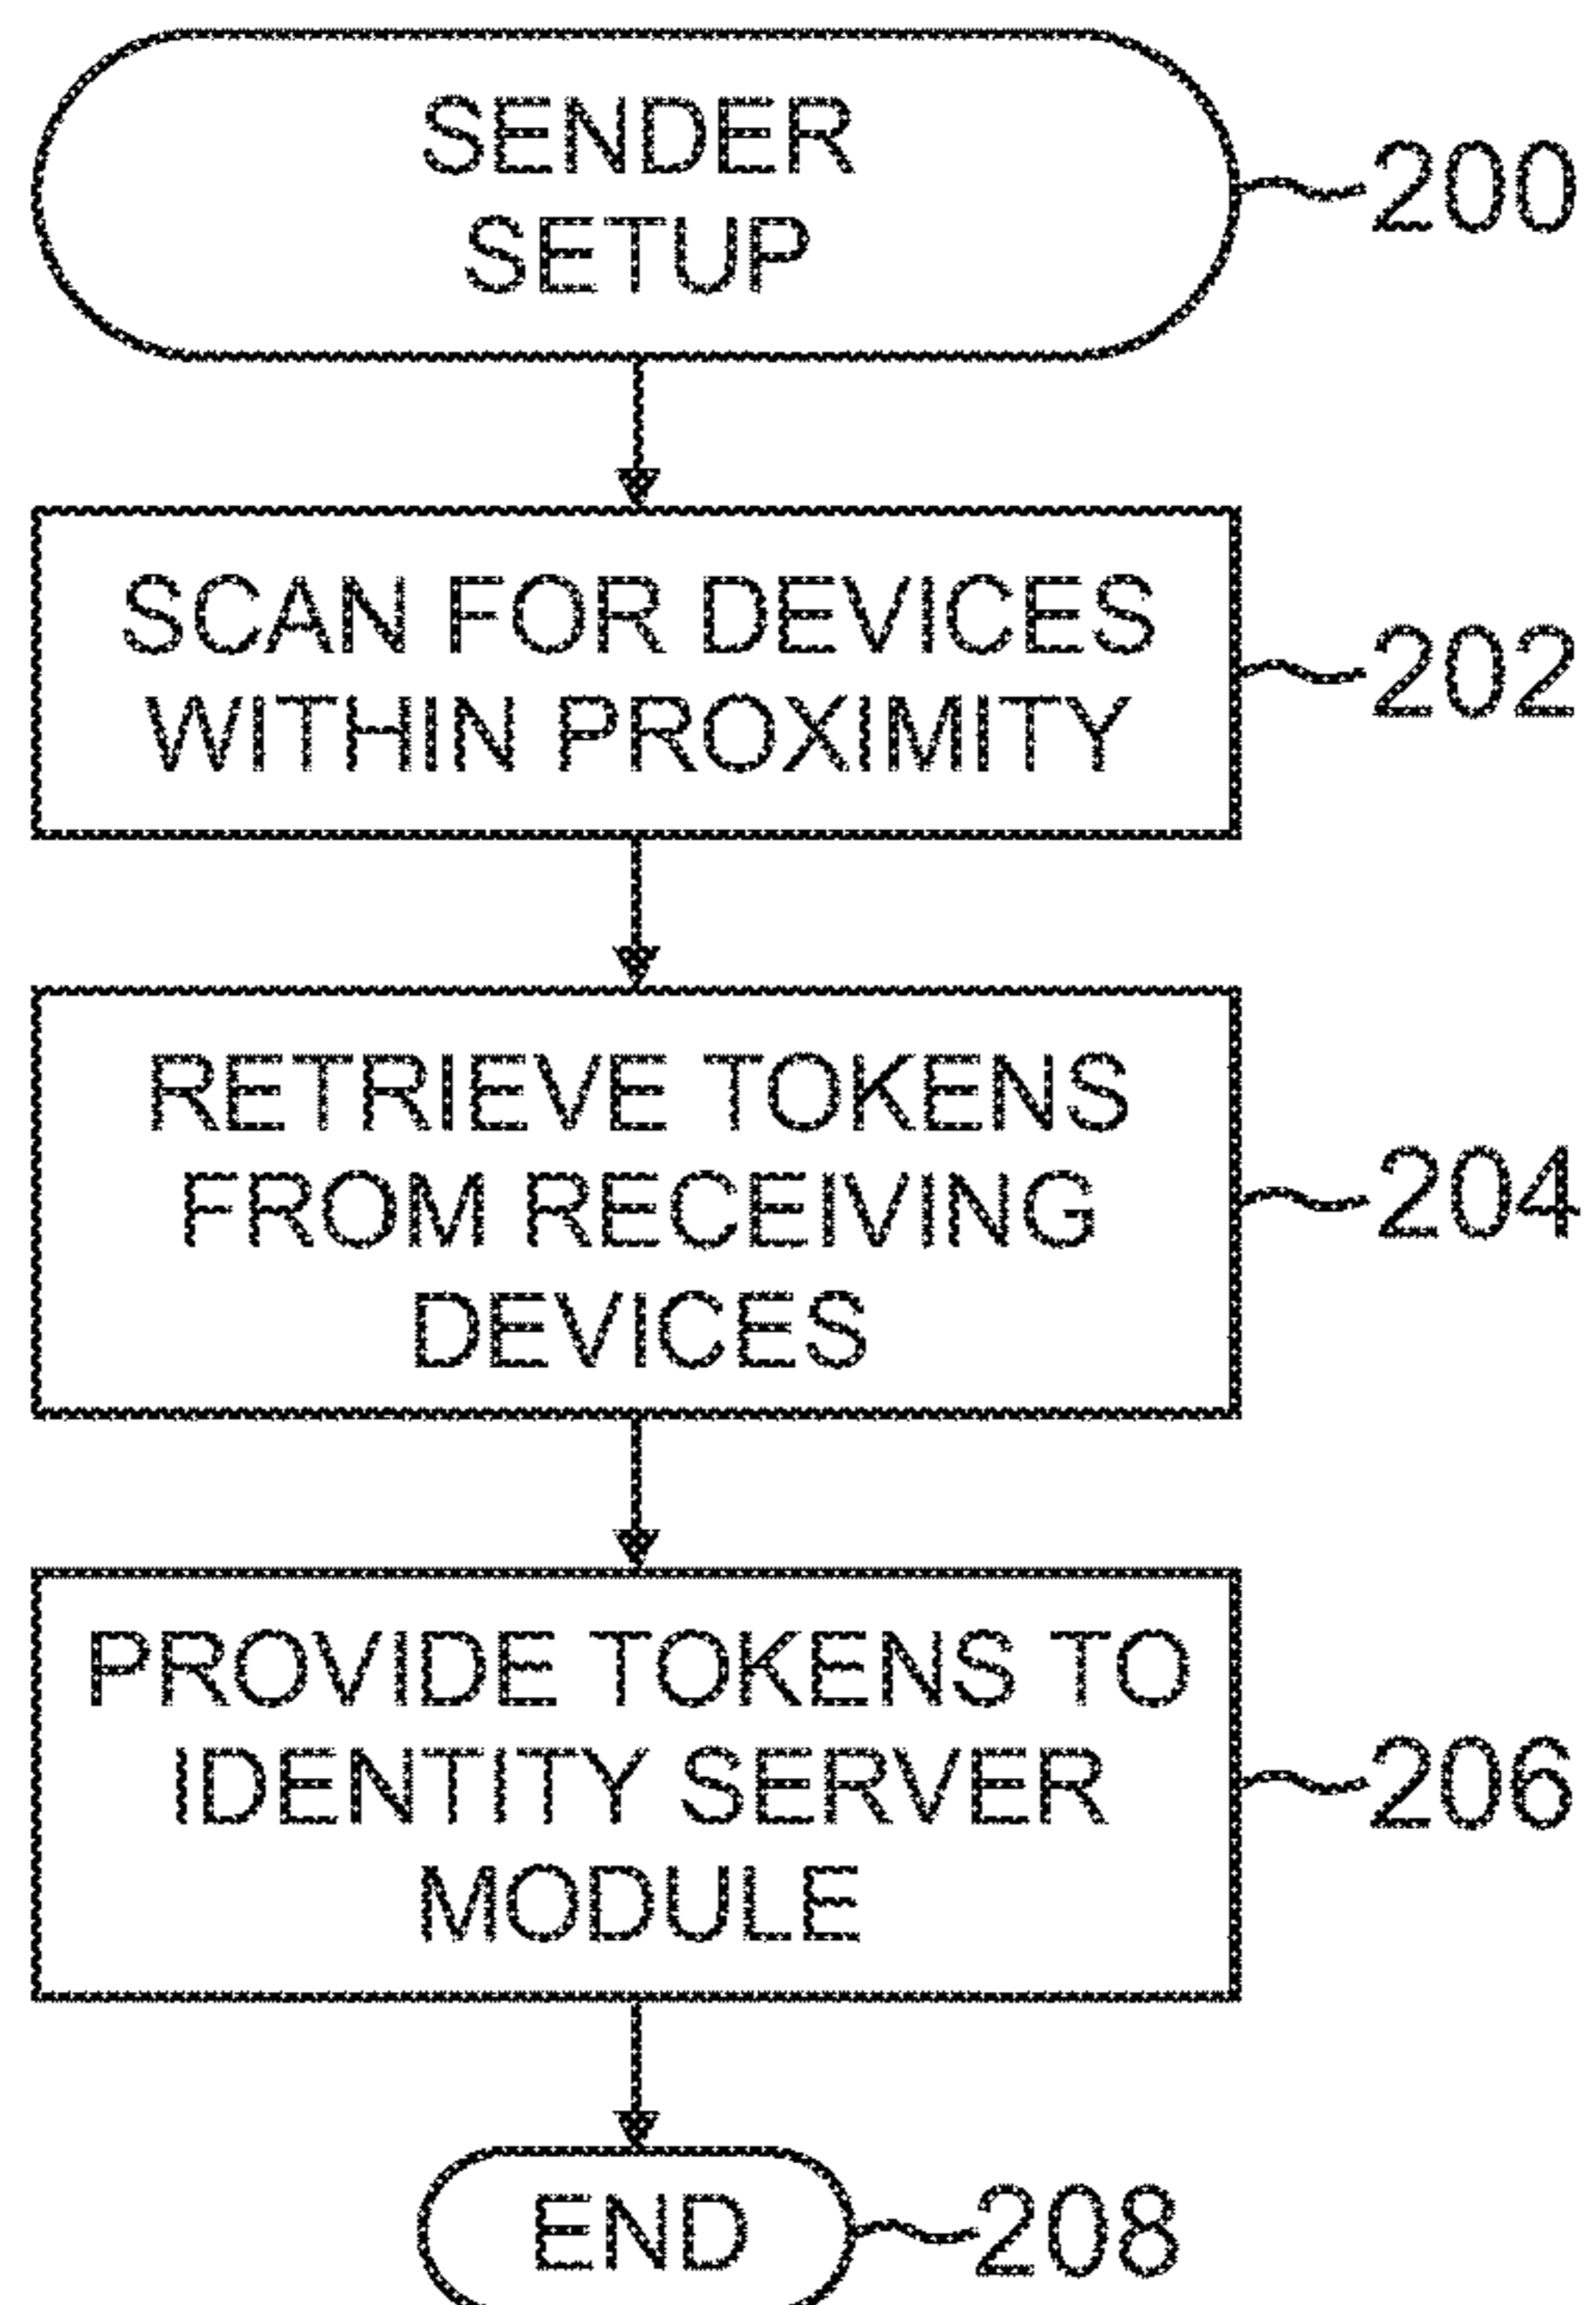 SENDER
SETUP
200
SCAN FOR DEVICES
WITHIN PROXIMITY
202
RETRIEVE TOKENS
FROM RECEIVING
DEVICES
204
PROVIDE TOKENS TO
IDENTITY SERVER
MODULE
206
END
208